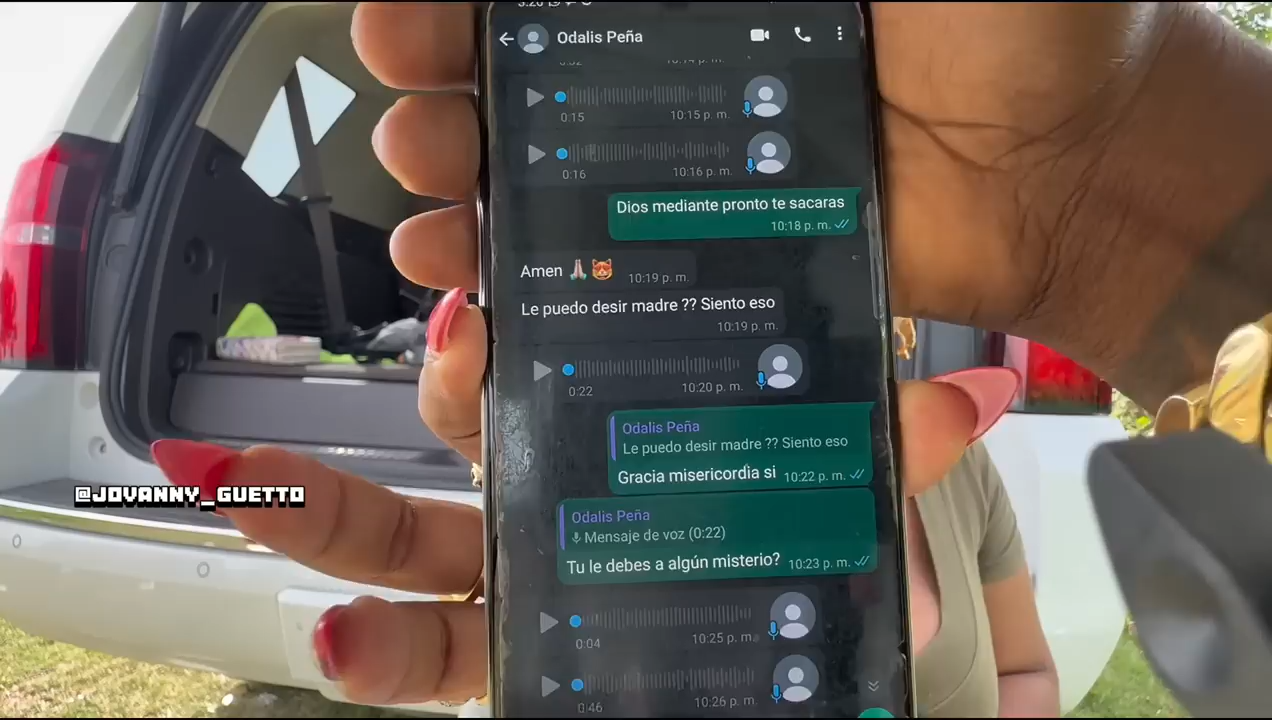 Odalis Peña
0:15 10:15 p. m.
0:16 10:16 p. m.
Dios mediante pronto te sacaras
10:18 p. m.
Amen 🙏🏻😻 10:19 p. m.
Le puedo desir madre ?? Siento eso
10:19 p. m.
0:22 10:20 p. m.
Odalis Peña
Le puedo desir madre ?? Siento eso
Gracia misericordia si 10:22 p. m.
Odalis Peña
Mensaje de voz (0:22)
Tu le debes a algún misterio? 10:23 p. m.
0:04 10:25 p. m.
0:46 10:26 p. m.
@JOVANNY_GUETTO